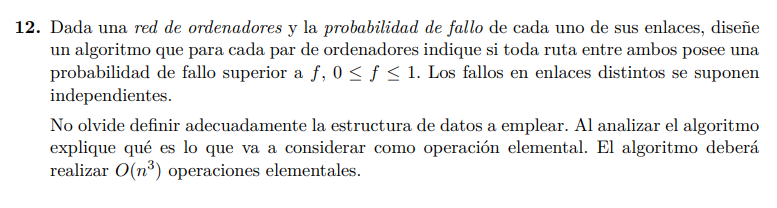 12. Dada una red de ordenadores y la probabilidad de fallo de cada uno de sus enlaces, diseñe
un algoritmo que para cada par de ordenadores indique si toda ruta entre ambos posee una
probabilidad de fallo superior a f, 0 ≤ f ≤ 1. Los fallos en enlaces distintos se suponen
independientes.
No olvide definir adecuadamente la estructura de datos a emplear. Al analizar el algoritmo
explique qué es lo que va a considerar como operación elemental. El algoritmo deberá
realizar O(n³) operaciones elementales.